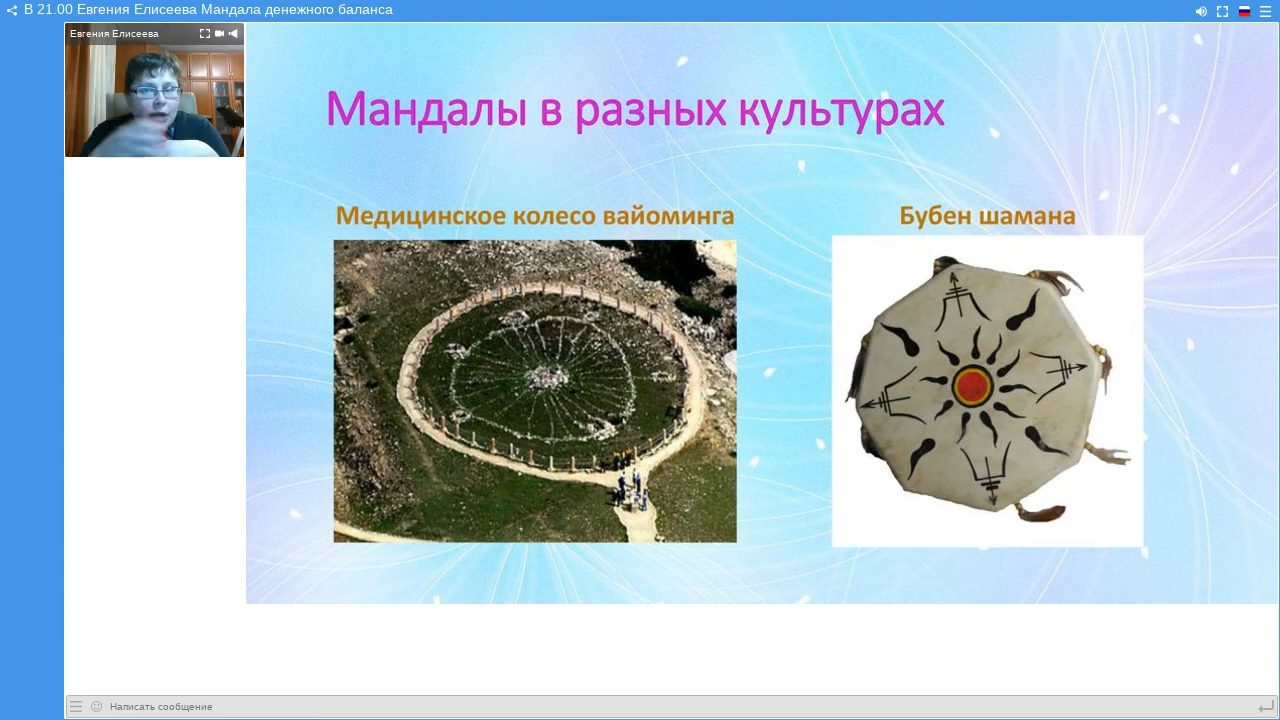 В 21.00 Евгения Елисеева Мандала денежного баланса
Евгения Елисеева
Мандалы в разных культурах
Медицинское колесо вайоминга
Бубен шамана
Написать сообщение